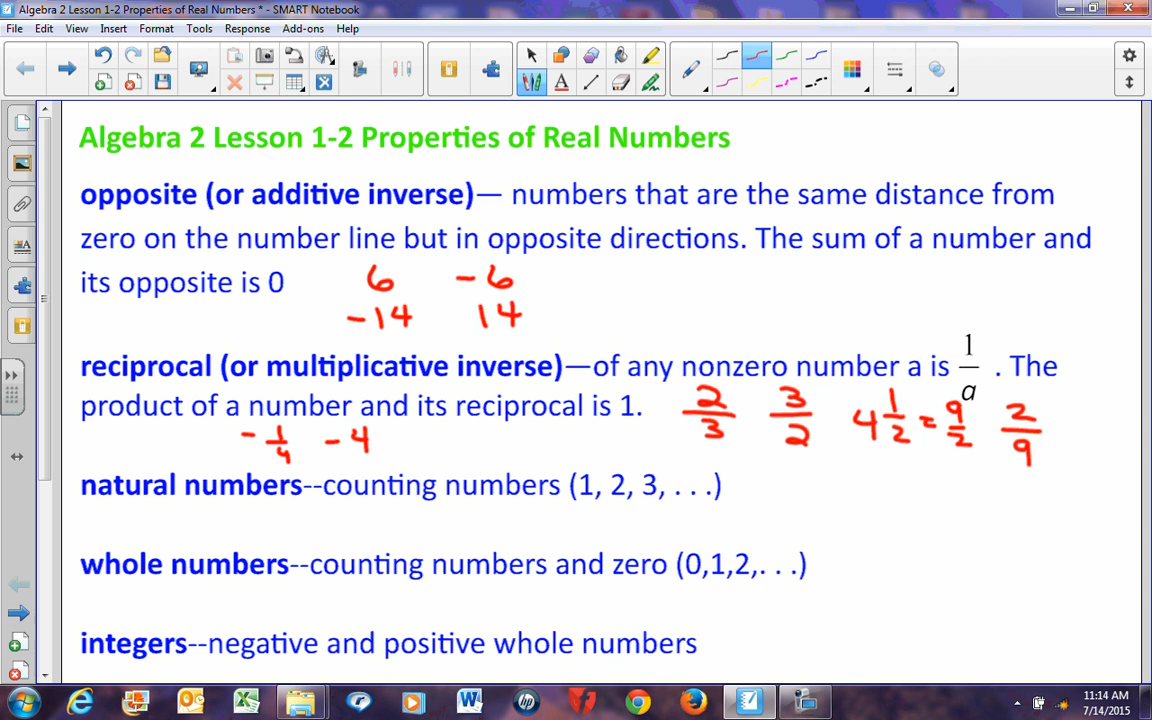 Algebra 2 Lesson 1-2 Properties of Real Numbers * - SMART Notebook
File Edit View Insert Format Tools Response Add-ons Help
Algebra 2 Lesson 1-2 Properties of Real Numbers
opposite (or additive inverse)— numbers that are the same distance from
zero on the number line but in opposite directions. The sum of a number and
its opposite is 0 6 -6
-14 14
reciprocal (or multiplicative inverse)—of any nonzero number a is 1/a . The
product of a number and its reciprocal is 1. 2/3 3/2 4 1/2 = 9/2 2/9
-1/4 -4
natural numbers--counting numbers (1, 2, 3, . . .)
whole numbers--counting numbers and zero (0,1,2,. . .)
integers--negative and positive whole numbers
11:14 AM
7/14/2015